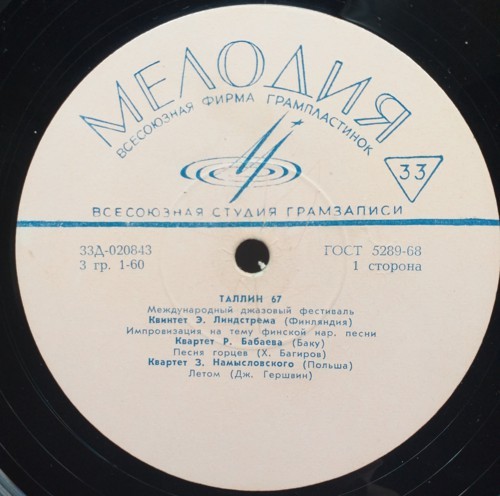 МЕЛОДИЯ
ВСЕСОЮЗНАЯ ФИРМА ГРАМПЛАСТИНОК
33
ВСЕСОЮЗНАЯ СТУДИЯ ГРАМЗАПИСИ
33Д-020843 ГОСТ 5289-68
3 гр. 1-60 1 сторона
ТАЛЛИН 67
Международный джазовый фестиваль
Квинтет Э. Линдстрема (Финляндия)
Импровизация на тему финской нар. песни
Квартет Р. Бабаева (Баку)
Песня горцев (Х. Багиров)
Квартет З. Намысловского (Польша)
Летом (Дж. Гершвин)